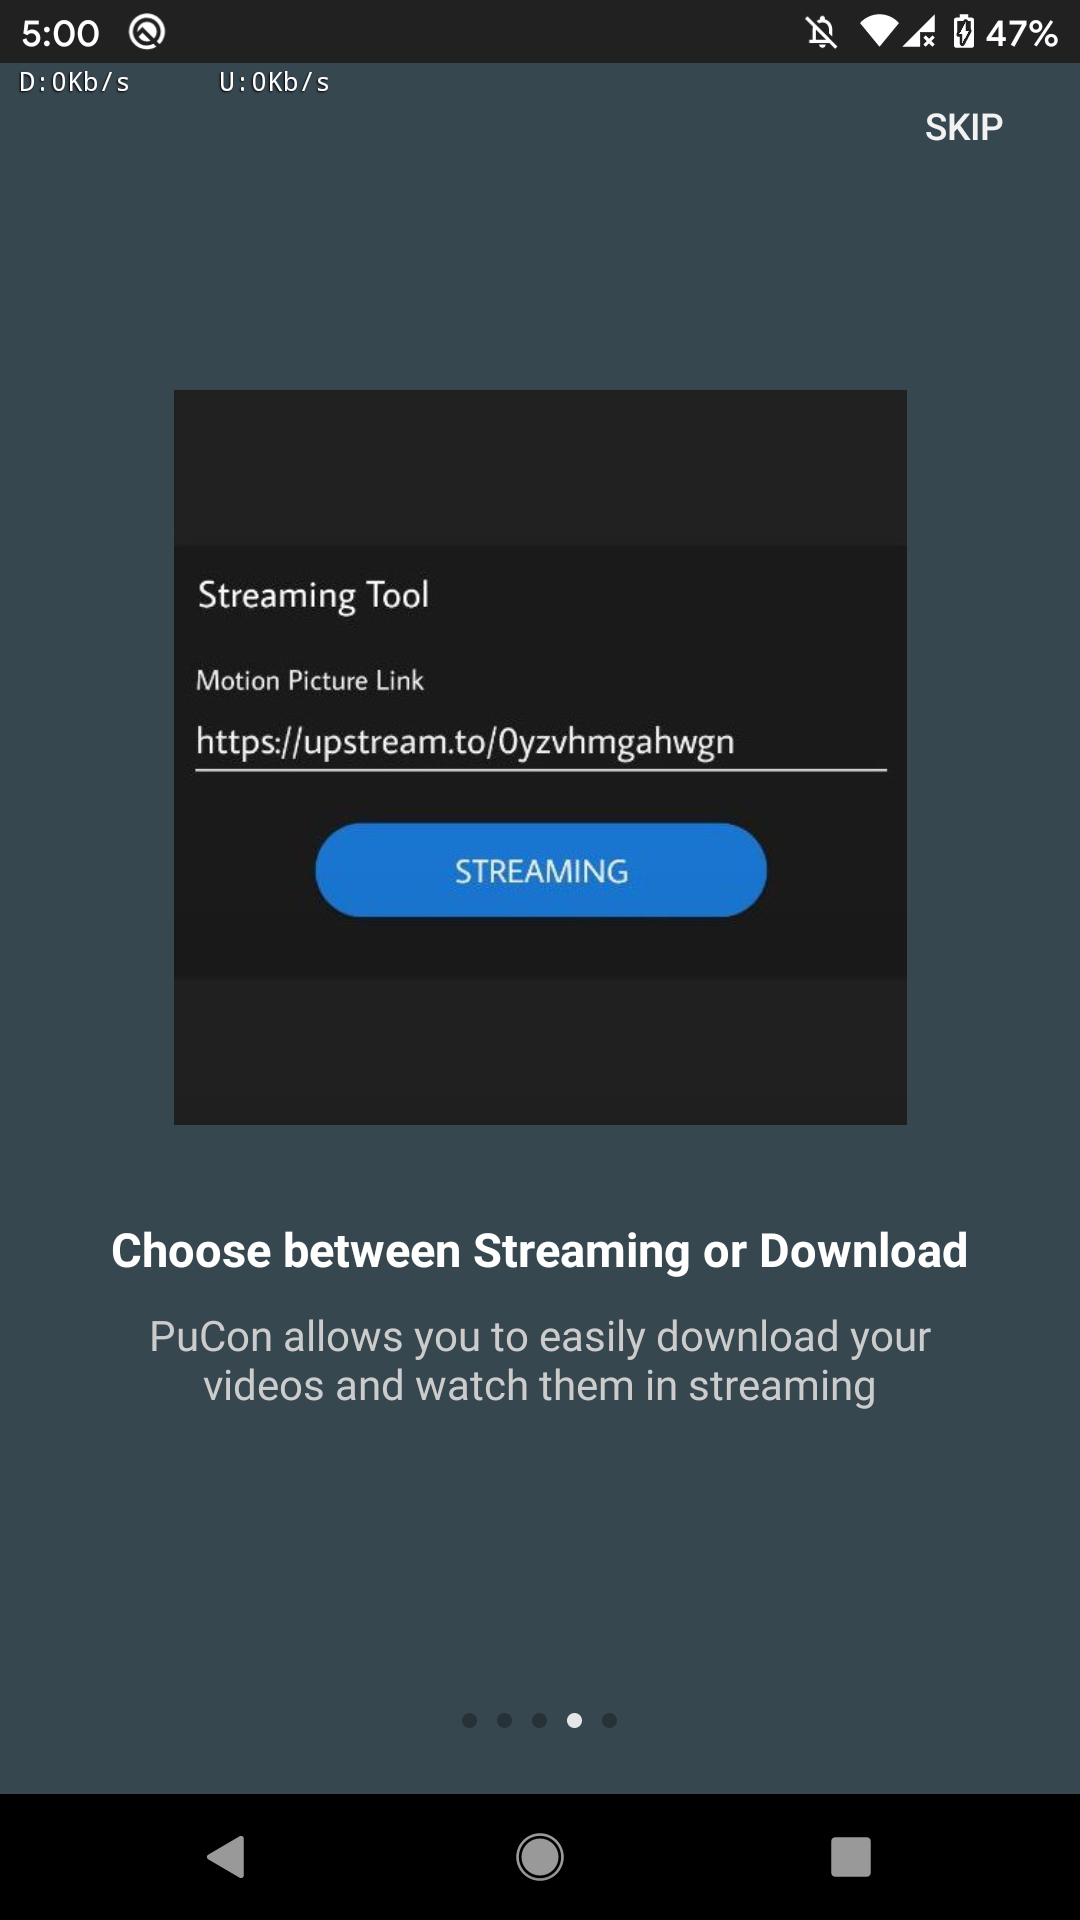 5:00
47%
D:0Kb/s U:0Kb/s
SKIP
Streaming Tool
Motion Picture Link
https://upstream.to/0yzvhmgahwgn
STREAMING
Choose between Streaming or Download
PuCon allows you to easily download your
videos and watch them in streaming